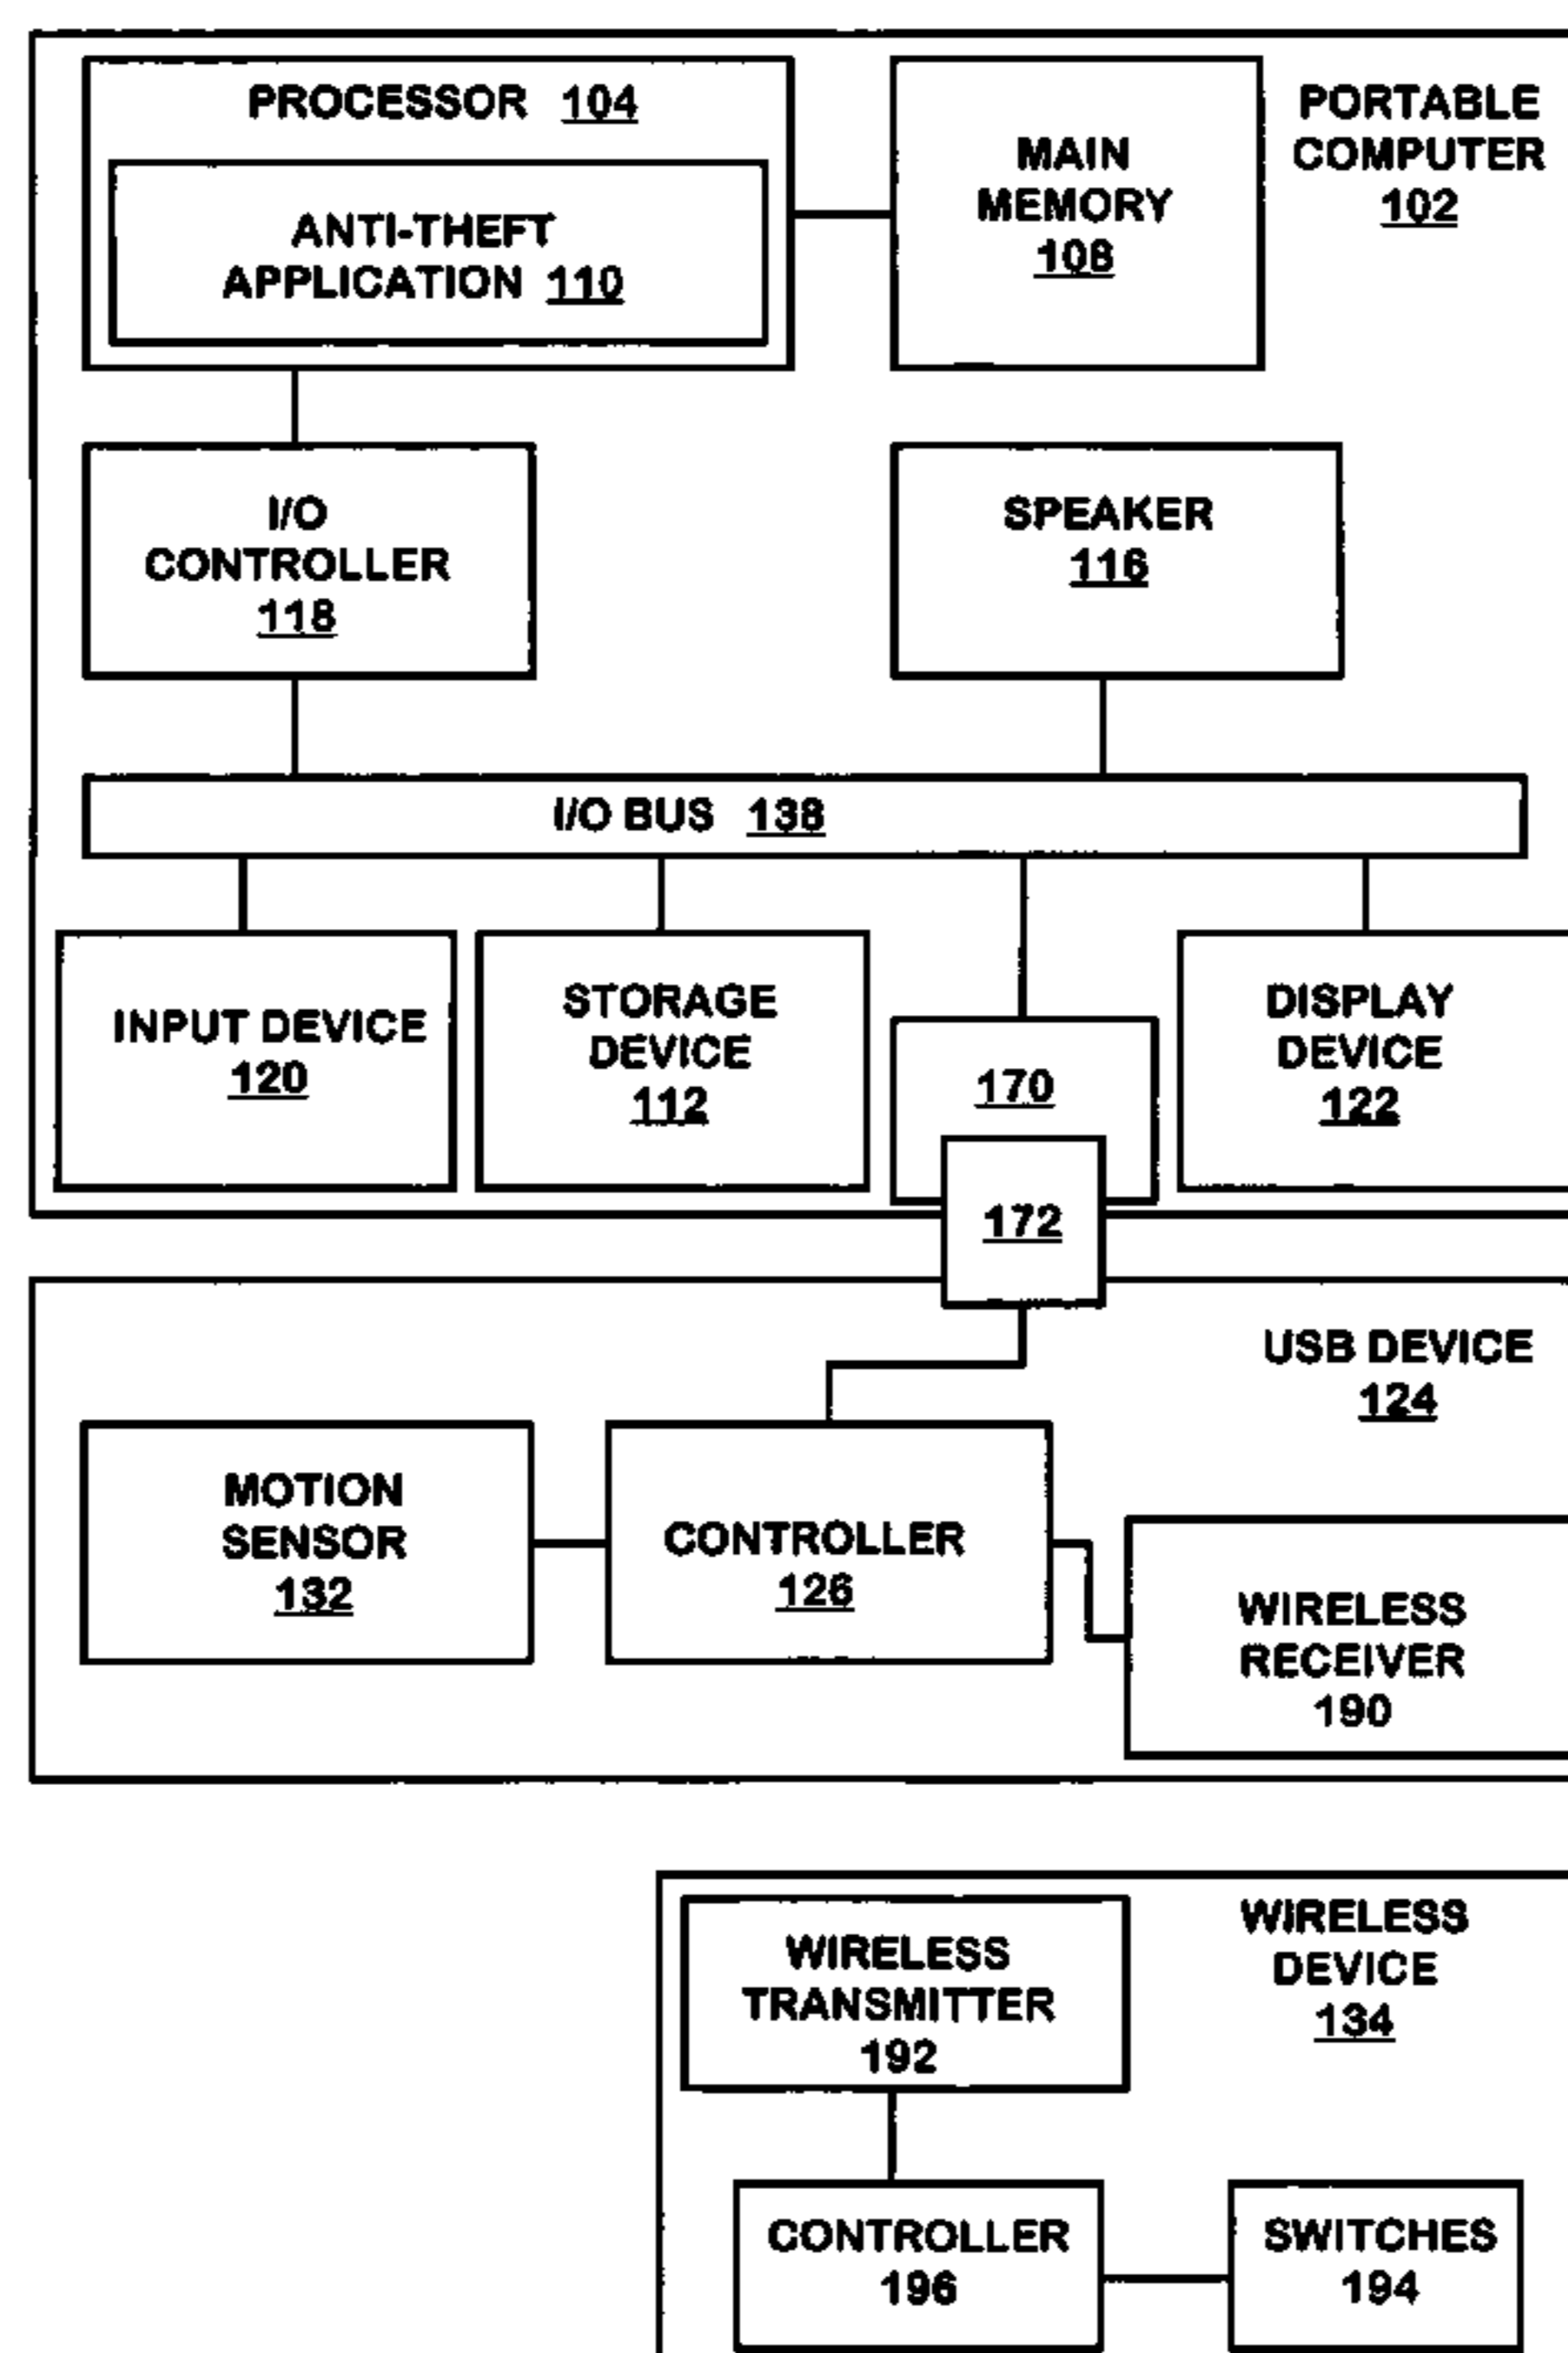 PROCESSOR 104
ANTI-THEFT
APPLICATION 110
MAIN
MEMORY
108
PORTABLE
COMPUTER
102
I/O
CONTROLLER
118
SPEAKER
116
I/O BUS 138
INPUT DEVICE
120
STORAGE
DEVICE
112
170
DISPLAY
DEVICE
122
172
USB DEVICE
124
MOTION
SENSOR
132
CONTROLLER
126
WIRELESS
RECEIVER
190
WIRELESS
TRANSMITTER
192
WIRELESS
DEVICE
134
CONTROLLER
196
SWITCHES
194